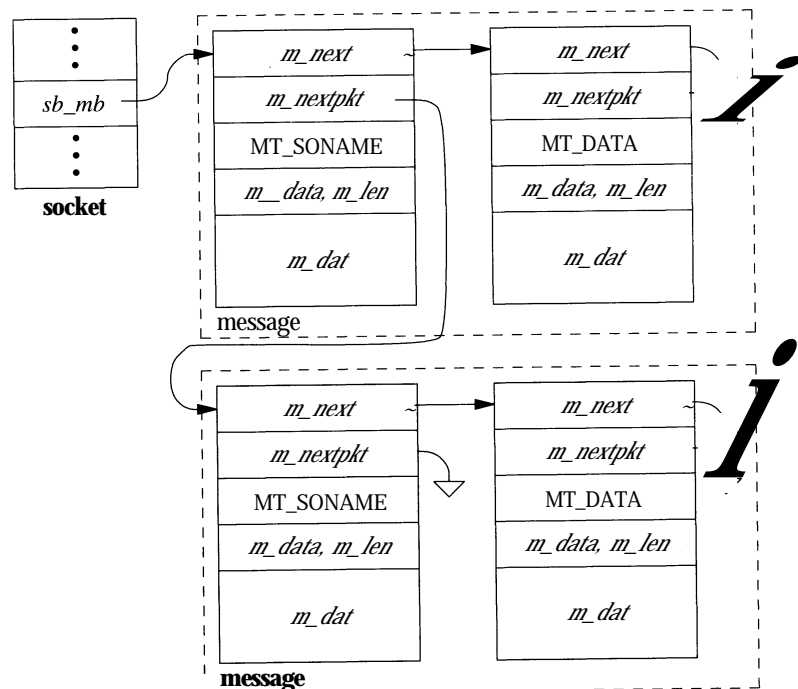 m_next
m_next
sb_mb
m_nextpkt
m_nextpkt
MT_SONAME
MT_DATA
socket
m__data, m_len
m_data, m_len
m_dat
m_dat
message
m_next
m_next
m_nextpkt
m_nextpkt
MT_SONAME
MT_DATA
m_data, m_len
m_data, m_len
m_dat
m_dat
message